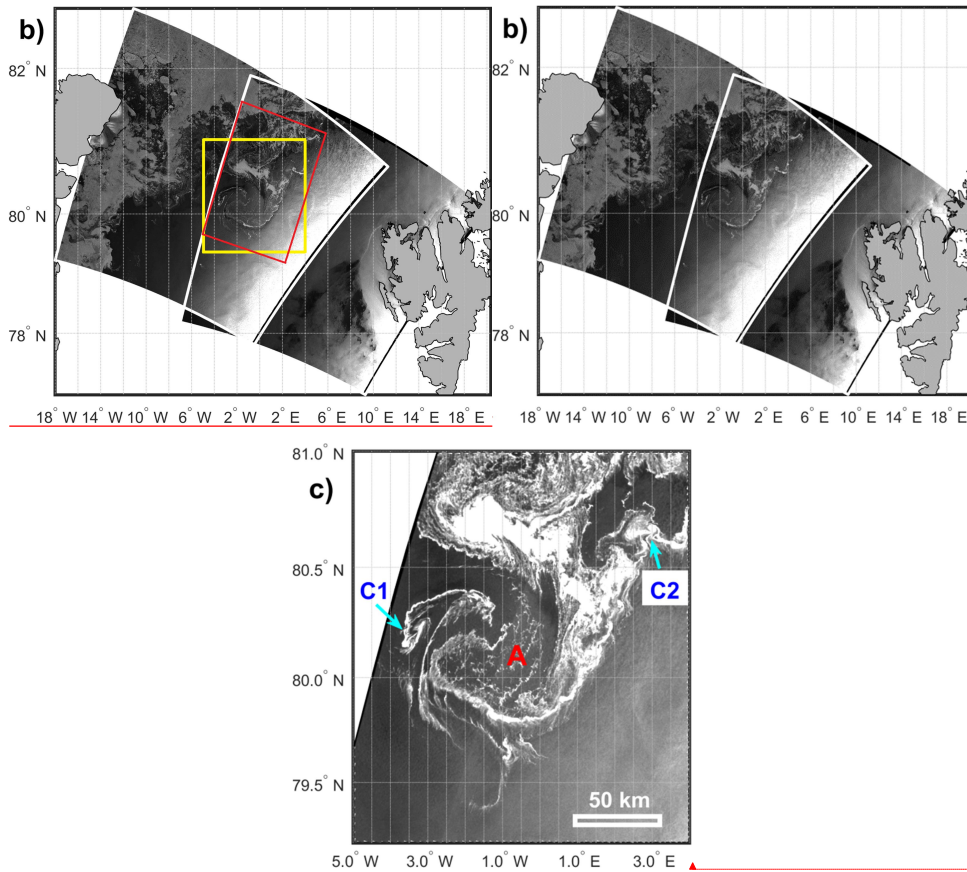 b)
82° N
80° N
78° N
18° W 14° W 10° W 6° W 2° W 2° E 6° E 10° E 14° E 18° E
b)
82° N
80° N
78° N
18° W 14° W 10° W 6° W 2° W 2° E 6° E 10° E 14° E 18° E
c)
81.0° N
80.5° N
80.0° N
79.5° N
C1
C2
A
50 km
5.0° W 3.0° W 1.0° W 1.0° E 3.0° E